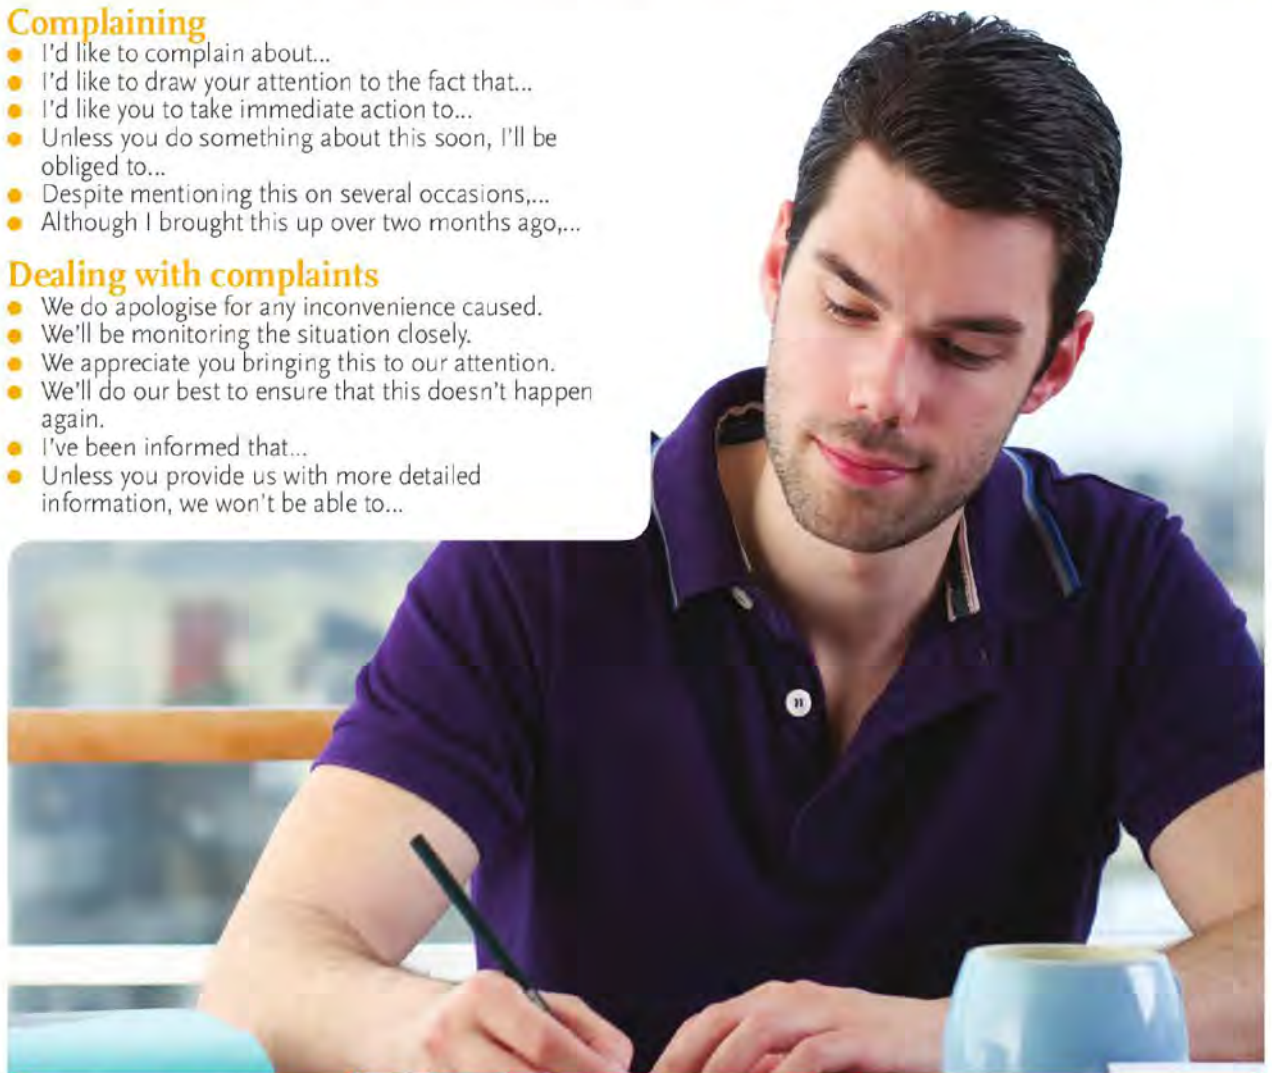 Complaining
I'd like to complain about...
I'd like to draw your attention to the fact that...
I'd like you to take immediate action to...
Unless you do something about this soon, I'll be
obliged to...
Despite mentioning this on several occasions,...
Although I brought this up over two months ago,...
Dealing with complaints
We do apologise for any inconvenience caused.
We'll be monitoring the situation closely.
We appreciate you bringing this to our attention.
We'll do our best to ensure that this doesn't happen
again.
I've been informed that...
Unless you provide us with more detailed
information, we won't be able to...